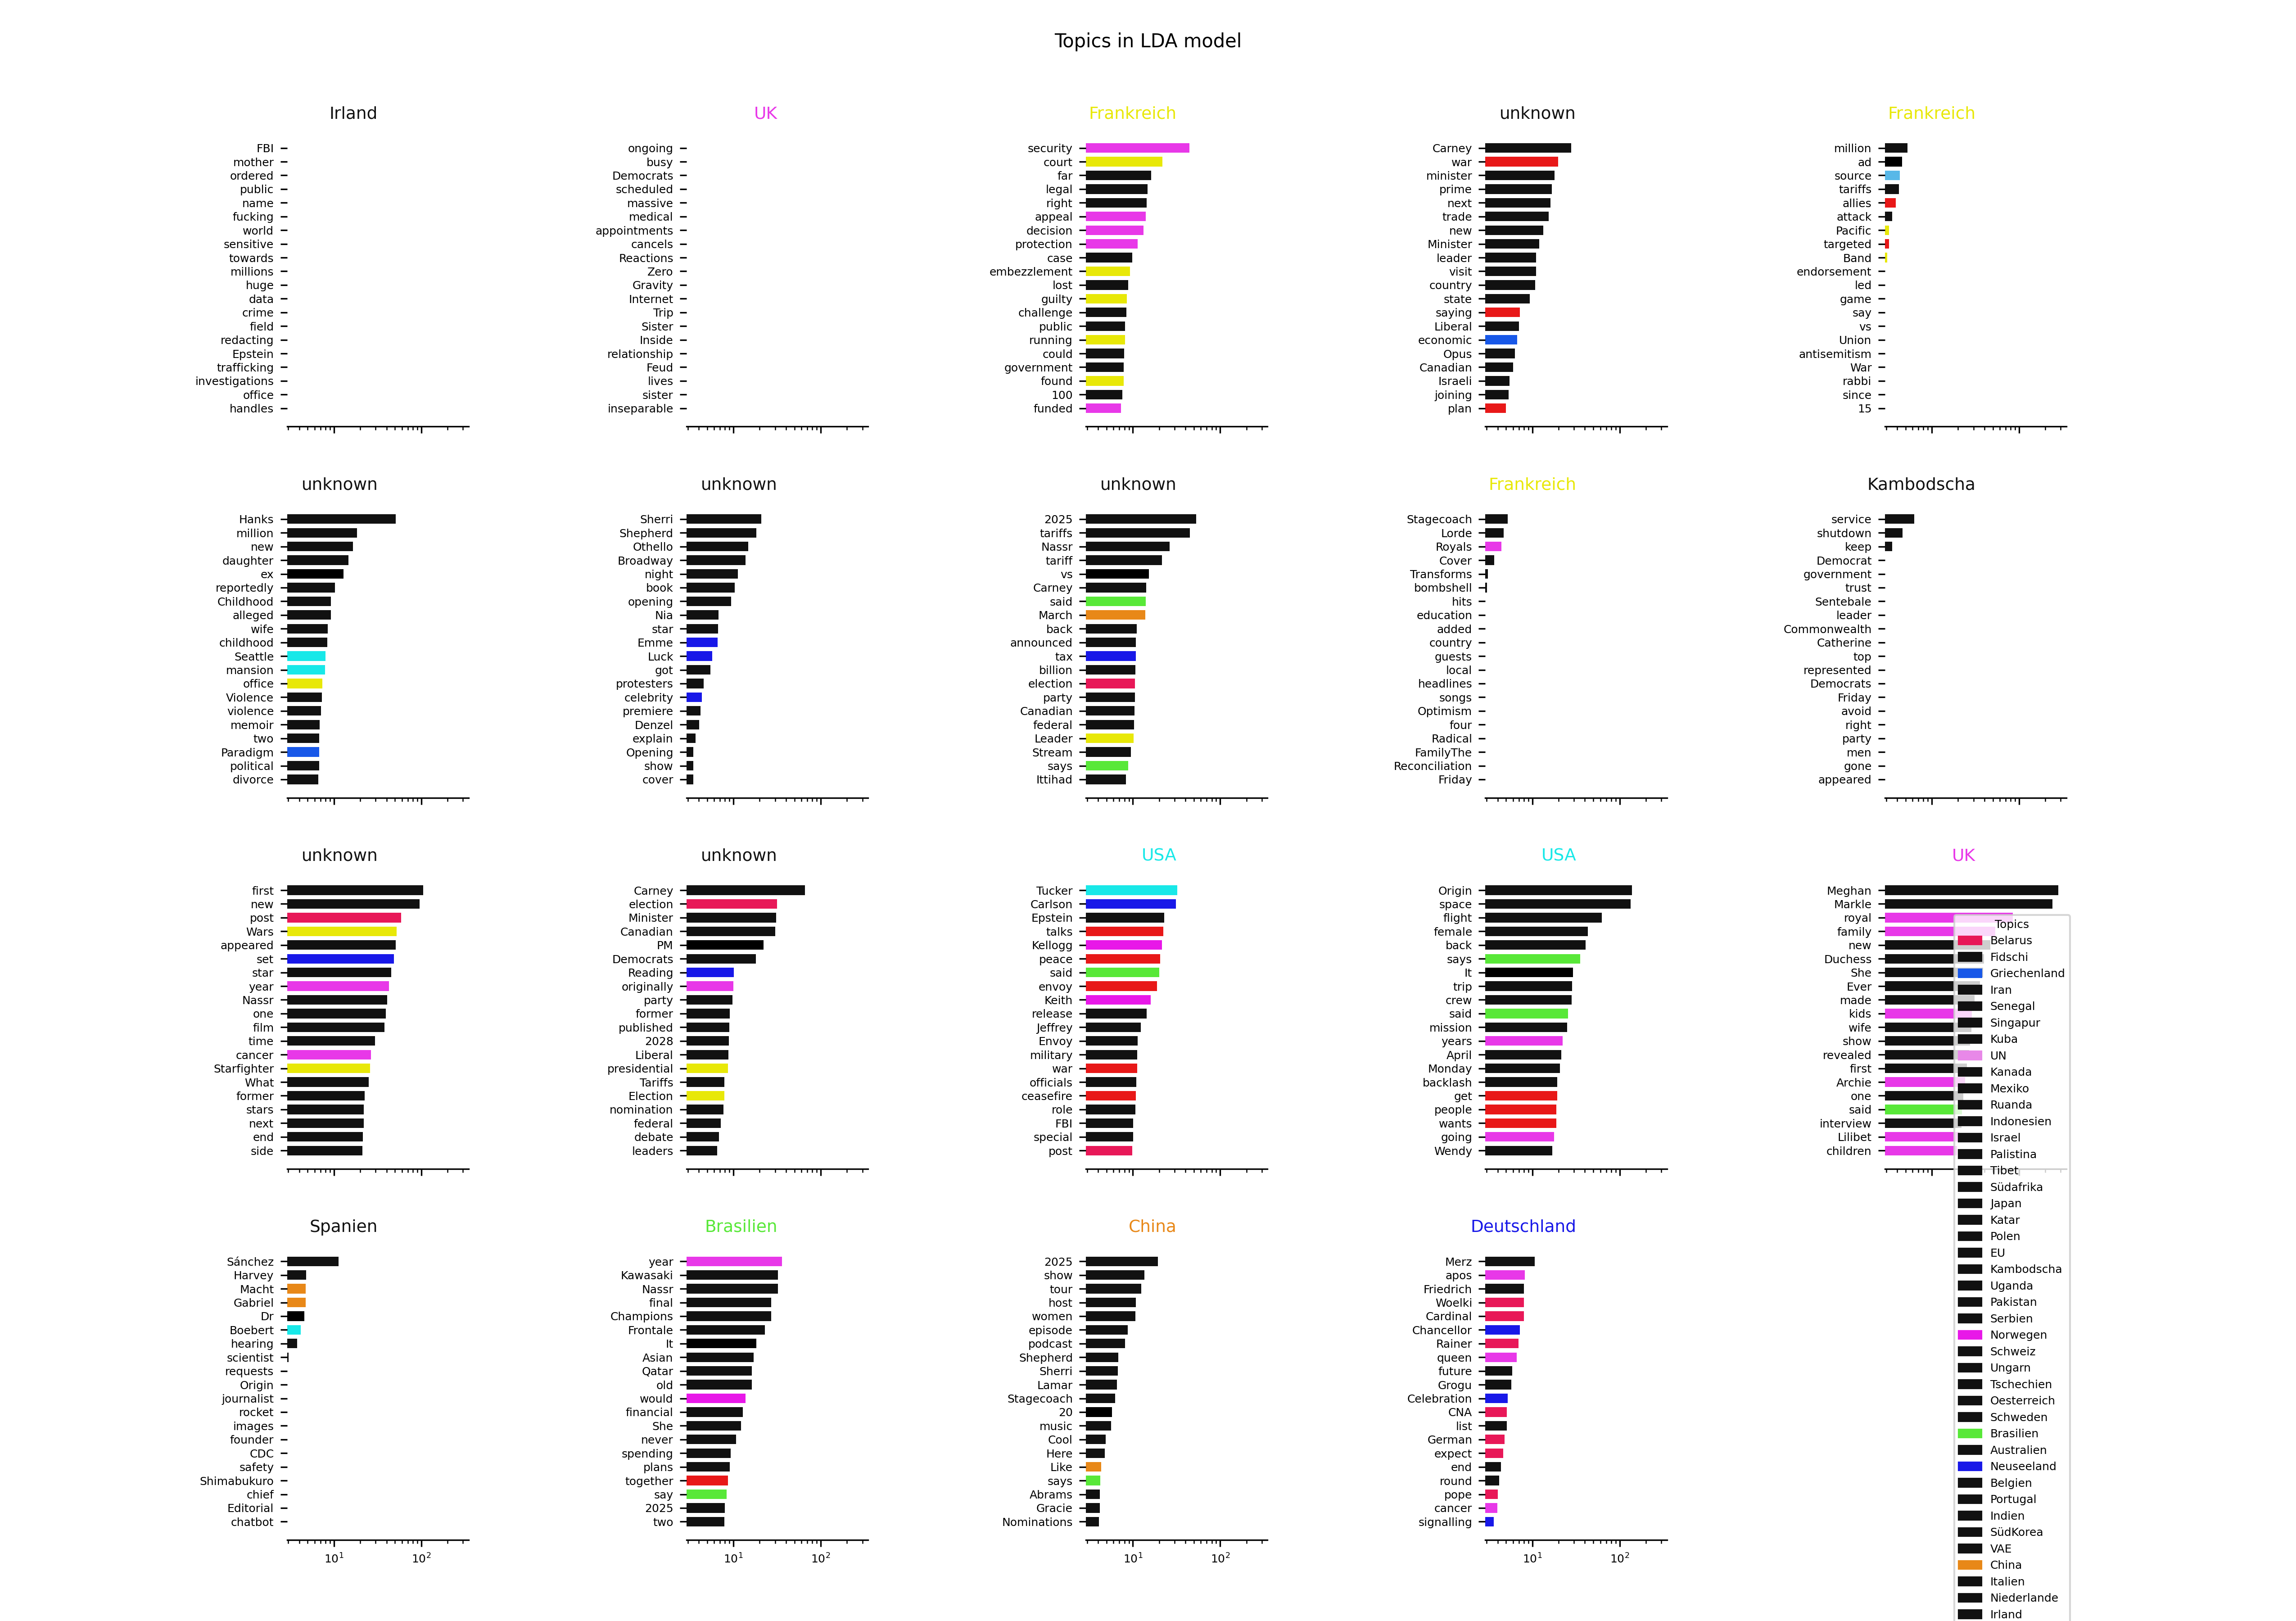 Topics in LDA model
Irland
FBI
mother
ordered
public
name
fucking
world
sensitive
towards
millions
huge
data
crime
field
redacting
Epstein
trafficking
investigations
office
handles
UK
ongoing
busy
Democrats
scheduled
massive
medical
appointments
cancels
Reactions
Zero
Gravity
Internet
Trip
Sister
Inside
relationship
Feud
lives
sister
inseparable
Frankreich
security
court
far
legal
right
appeal
decision
protection
case
embezzlement
lost
guilty
challenge
public
running
could
government
found
100
funded
unknown
Carney
war
minister
prime
next
trade
new
Minister
leader
visit
country
state
saying
Liberal
economic
Opus
Canadian
Israeli
joining
plan
Frankreich
million
ad
source
tariffs
allies
attack
Pacific
targeted
Band
endorsement
led
game
say
vs
Union
antisemitism
War
rabbi
since
15
unknown
Hanks
million
new
daughter
ex
reportedly
Childhood
alleged
wife
childhood
Seattle
mansion
office
Violence
violence
memoir
two
Paradigm
political
divorce
unknown
Sherri
Shepherd
Othello
Broadway
night
book
opening
Nia
star
Emme
Luck
got
protesters
celebrity
premiere
Denzel
explain
Opening
show
cover
unknown
2025
tariffs
Nassr
tariff
vs
Carney
said
March
back
announced
tax
billion
election
party
Canadian
federal
Leader
Stream
says
Ittihad
Frankreich
Stagecoach
Lorde
Royals
Cover
Transforms
bombshell
hits
education
added
country
guests
local
headlines
songs
Optimism
four
Radical
FamilyThe
Reconciliation
Friday
Kambodscha
service
shutdown
keep
Democrat
government
trust
Sentebale
leader
Commonwealth
Catherine
top
represented
Democrats
Friday
avoid
right
party
men
gone
appeared
unknown
first
new
post
Wars
appeared
set
star
year
Nassr
one
film
time
cancer
Starfighter
What
former
stars
next
end
side
unknown
Carney
election
Minister
Canadian
PM
Democrats
Reading
originally
party
former
published
2028
Liberal
presidential
Tariffs
Election
nomination
federal
debate
leaders
USA
Tucker
Carlson
Epstein
talks
Kellogg
peace
said
envoy
Keith
release
Jeffrey
Envoy
military
war
officials
ceasefire
role
FBI
special
post
USA
Origin
space
flight
female
back
says
It
trip
crew
said
mission
years
April
Monday
backlash
get
people
wants
going
Wendy
UK
Meghan
Markle
royal
family
new
Duchess
She
Ever
made
kids
wife
show
revealed
first
Archie
one
said
interview
Lilibet
children
Spanien
Sánchez
Harvey
Macht
Gabriel
Dr
Boebert
hearing
scientist
requests
Origin
journalist
rocket
images
founder
CDC
safety
Shimabukuro
chief
Editorial
chatbot
10¹ 10²
Brasilien
year
Kawasaki
Nassr
final
Champions
Frontale
It
Asian
Qatar
old
would
financial
She
never
spending
plans
together
say
2025
two
10¹ 10²
China
2025
show
tour
host
women
episode
podcast
Shepherd
Sherri
Lamar
Stagecoach
20
music
Cool
Here
Like
says
Abrams
Gracie
Nominations
10¹ 10²
Deutschland
Merz
apos
Friedrich
Woelki
Cardinal
Chancellor
Rainer
queen
future
Grogu
Celebration
CNA
list
German
expect
end
round
pope
cancer
signalling
10¹ 10²
Topics
Belarus
Fidschi
Griechenland
Iran
Senegal
Singapur
Kuba
UN
Kanada
Mexiko
Ruanda
Indonesien
Israel
Palistina
Tibet
Südafrika
Japan
Katar
Polen
EU
Kambodscha
Uganda
Pakistan
Serbien
Norwegen
Schweiz
Ungarn
Tschechien
Oesterreich
Schweden
Brasilien
Australien
Neuseeland
Belgien
Portugal
Indien
SüdKorea
VAE
China
Italien
Niederlande
Irland